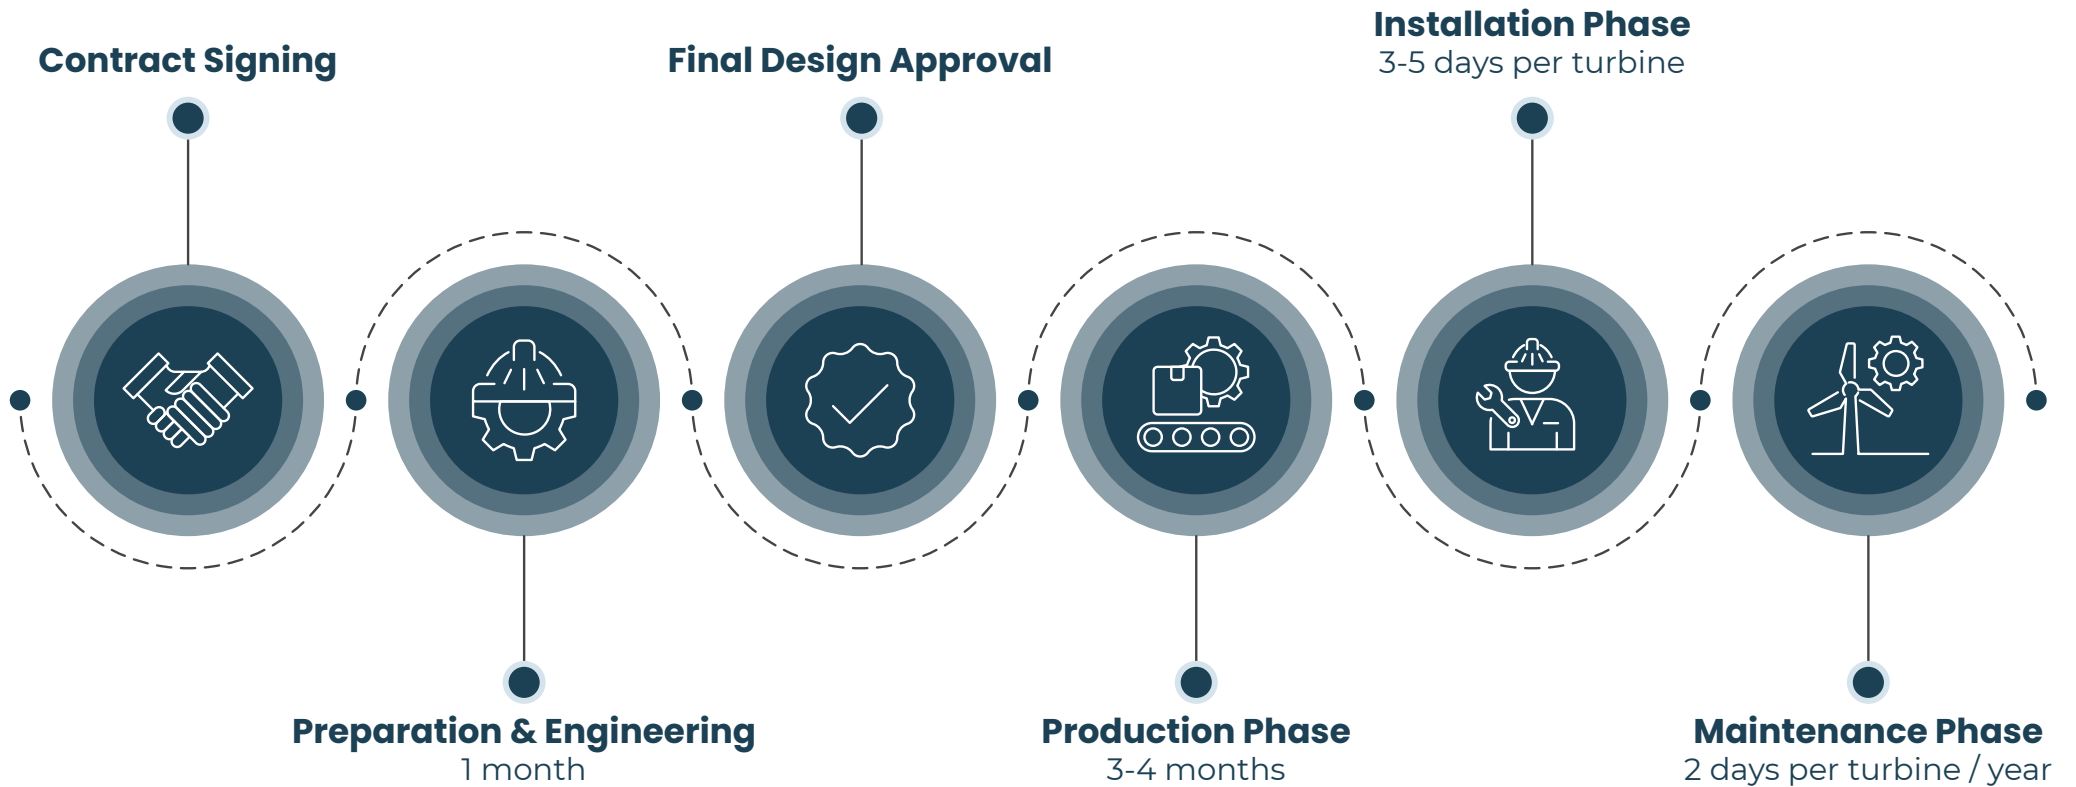 Contract Signing
Preparation & Engineering
1 month
Final Design Approval
Production Phase
3-4 months
Installation Phase
3-5 days per turbine
Maintenance Phase
2 days per turbine / year